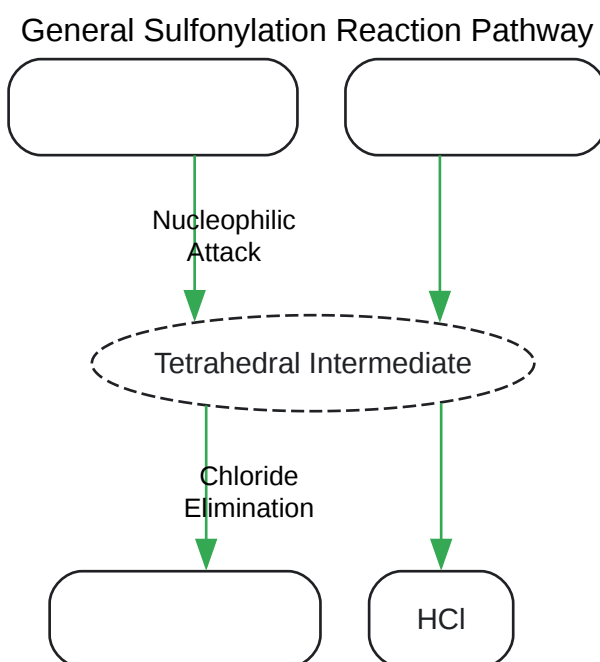 General Sulfonylation Reaction Pathway
Nucleophilic
Attack
Tetrahedral Intermediate
Chloride
Elimination
HCl